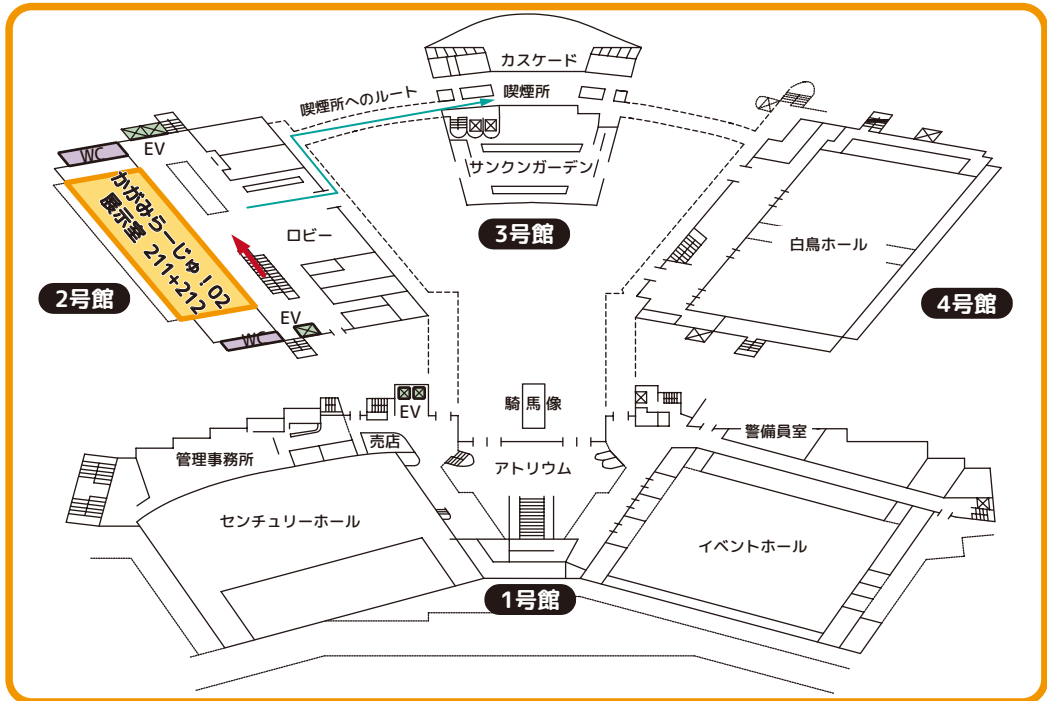 カスケード
喫煙所へのルート
喫煙所
WC
EV
サンクンガーデン
かがみらーじゅ!02
展示室 211+212
ロビー
3号館
白鳥ホール
2号館
4号館
EV
WC
EV
騎馬像
売店
警備員室
管理事務所
アトリウム
センチュリーホール
イベントホール
1号館